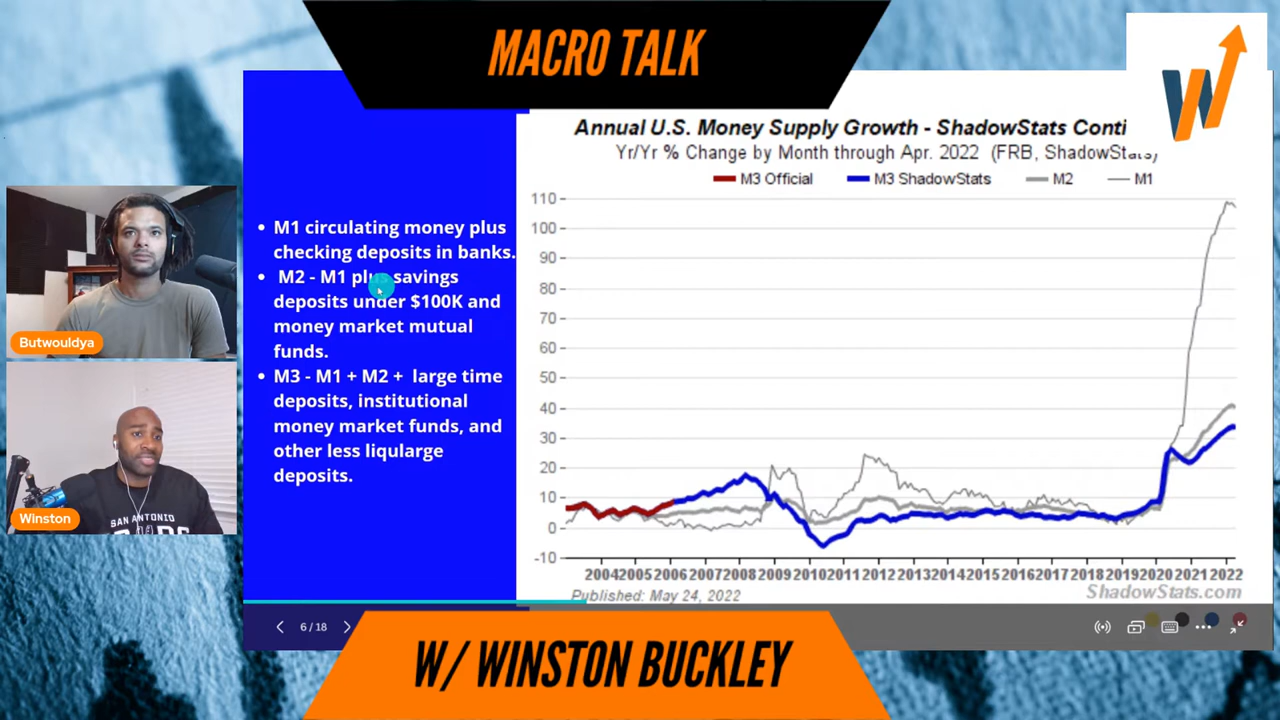 MACRO TALK
Annual U.S. Money Supply Growth - ShadowStats Conti
Yr/Yr % Change by Month through Apr. 2022 (FRB, ShadowStats)
M3 Official M3 ShadowStats M2 M1
• M1 circulating money plus
checking deposits in banks.
• M2 - M1 plus savings
deposits under $100K and
money market mutual
funds.
• M3 - M1 + M2 + large time
deposits, institutional
money market funds, and
other less liqularge
deposits.
110
100
90
80
70
60
50
40
30
20
10
0
-10
2004 2005 2006 2007 2008 2009 2010 2011 2012 2013 2014 2015 2016 2017 2018 2019 2020 2021 2022
Published: May 24, 2022
ShadowStats.com
Butwouldya
SAN ANTONIO
Winston
6 / 18
W/ WINSTON BUCKLEY